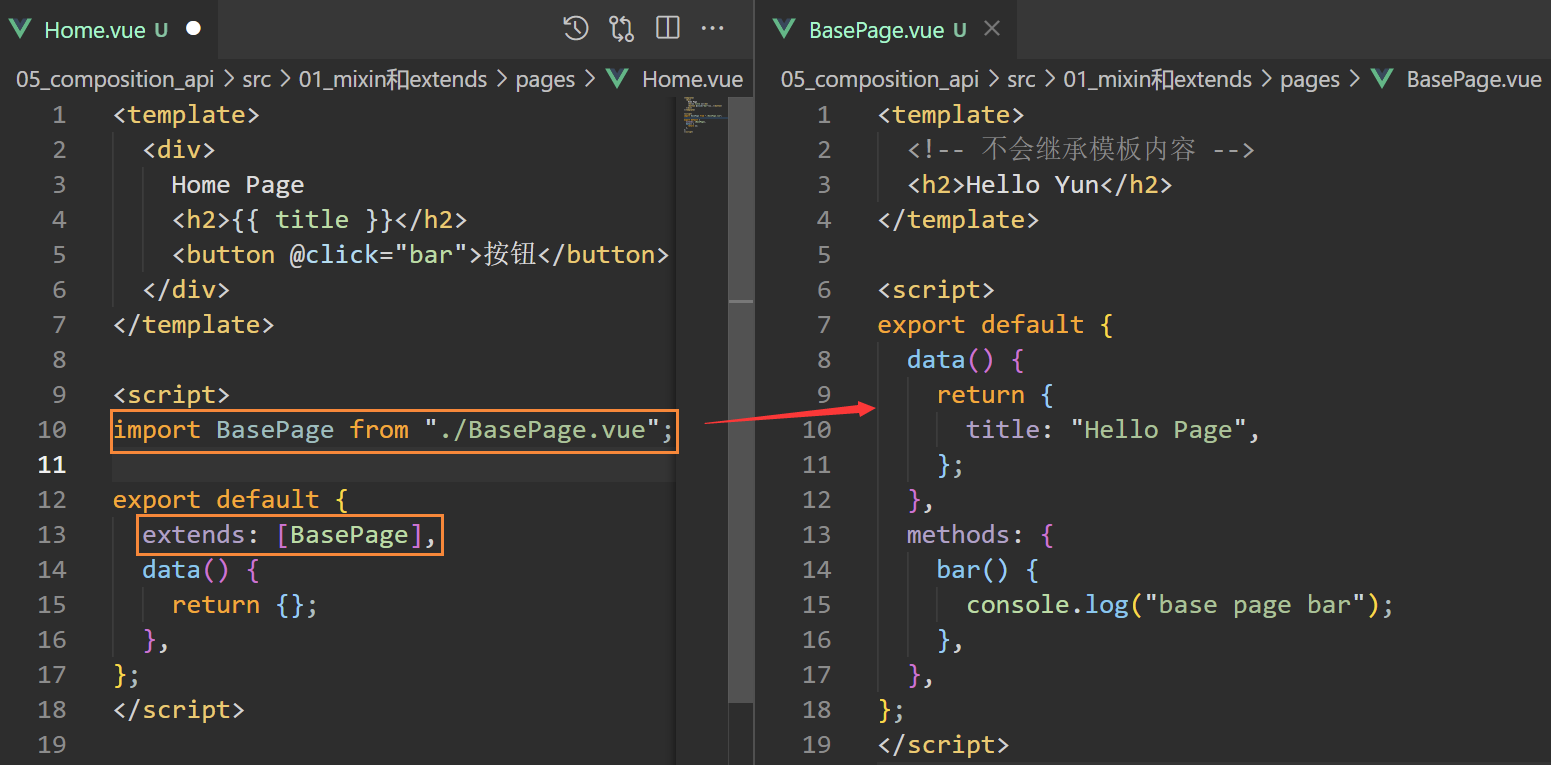 Home.vue U
05_composition_api > src > 01_mixin和extends > pages > Home.vue
1 <template>
2 <div>
3 Home Page
4 <h2>{{ title }}</h2>
5 <button @click="bar">按钮</button>
6 </div>
7 </template>
8
9 <script>
10 import BasePage from "./BasePage.vue";
11
12 export default {
13 extends: [BasePage],
14 data() {
15 return {};
16 },
17 };
18 </script>
19
BasePage.vue U
05_composition_api > src > 01_mixin和extends > pages > BasePage.vue
1 <template>
2 <!-- 不会继承模板内容 -->
3 <h2>Hello Yun</h2>
4 </template>
5
6 <script>
7 export default {
8 data() {
9 return {
10 title: "Hello Page",
11 };
12 },
13 methods: {
14 bar() {
15 console.log("base page bar");
16 },
17 },
18 };
19 </script>